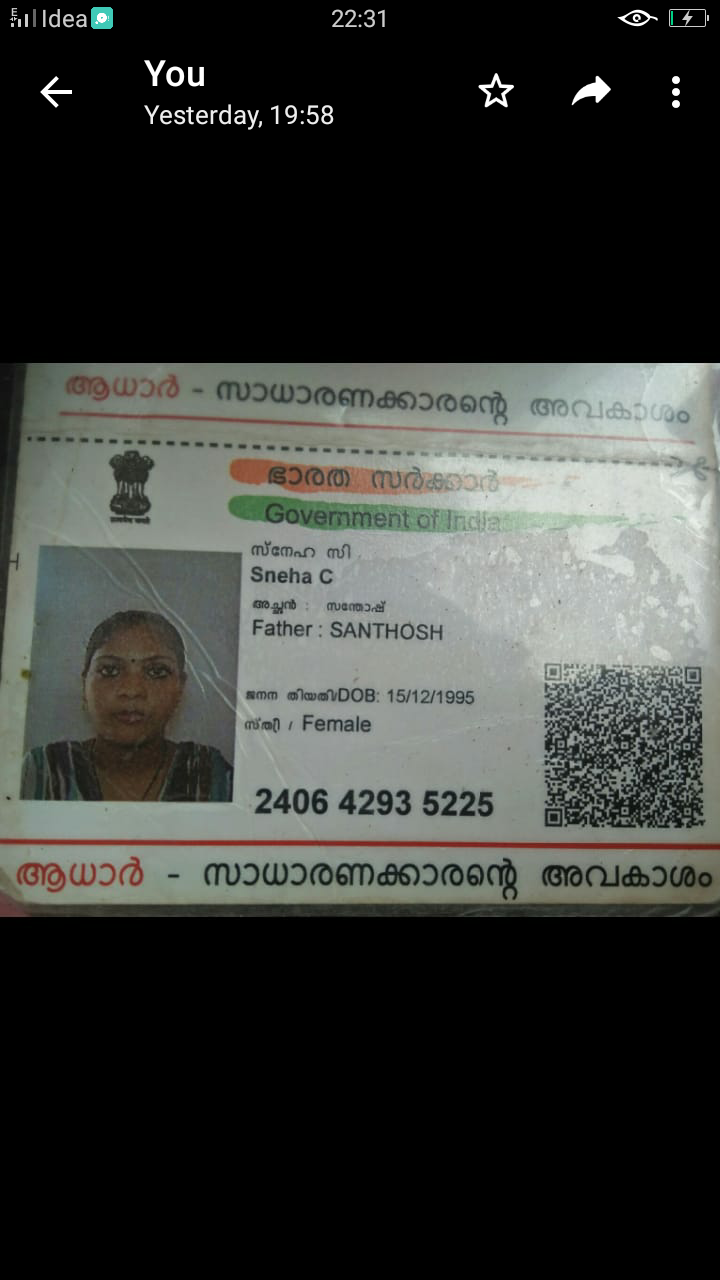 Idea 22:31
You
Yesterday, 19:58
ആധാർ - സാധാരണക്കാരന്റെ അവകാശം
ഭാരത സർക്കാർ
Government of India
സ്നേഹ സി
Sneha C
അച്ഛൻ : സന്തോഷ്
Father : SANTHOSH
ജനന തിയതി/DOB: 15/12/1995
സ്ത്രീ / Female
2406 4293 5225
ആധാർ - സാധാരണക്കാരന്റെ അവകാശം